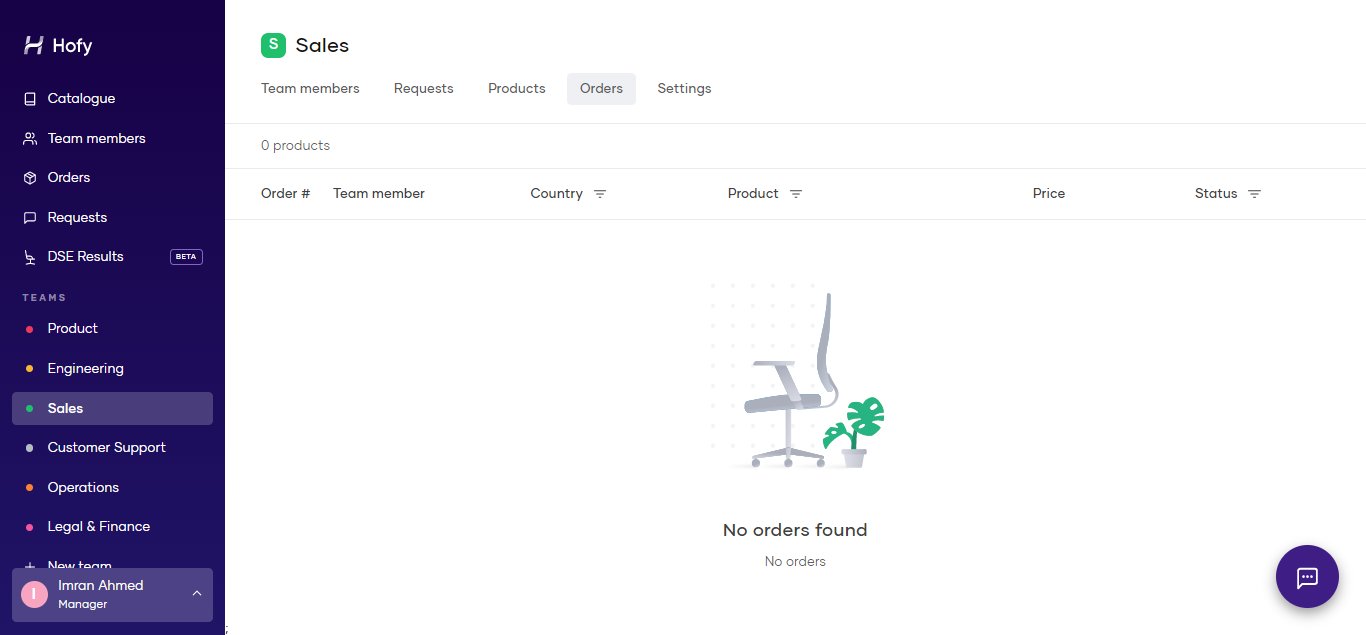 Hofy
Catalogue
Team members
Orders
Requests
DSE Results BETA
TEAMS
Product
Engineering
Sales
Customer Support
Operations
Legal & Finance
+ New team
I Imran Ahmed
Manager
S Sales
Team members Requests Products Orders Settings
0 products
Order # Team member Country Product Price Status
No orders found
No orders
;